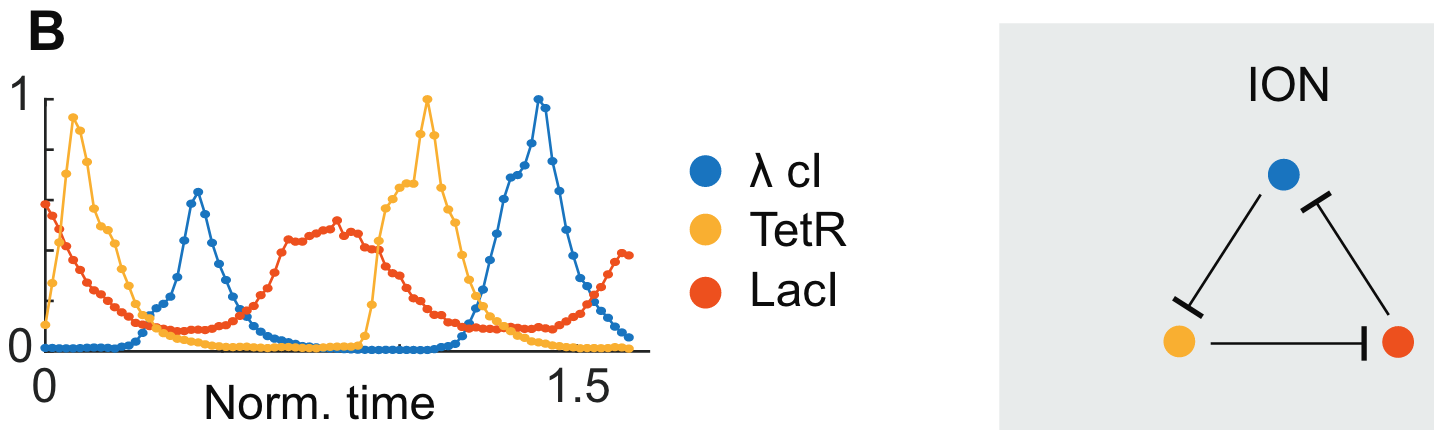 B
1
0
0
1.5
Norm. time
λ cI
TetR
LacI
ION